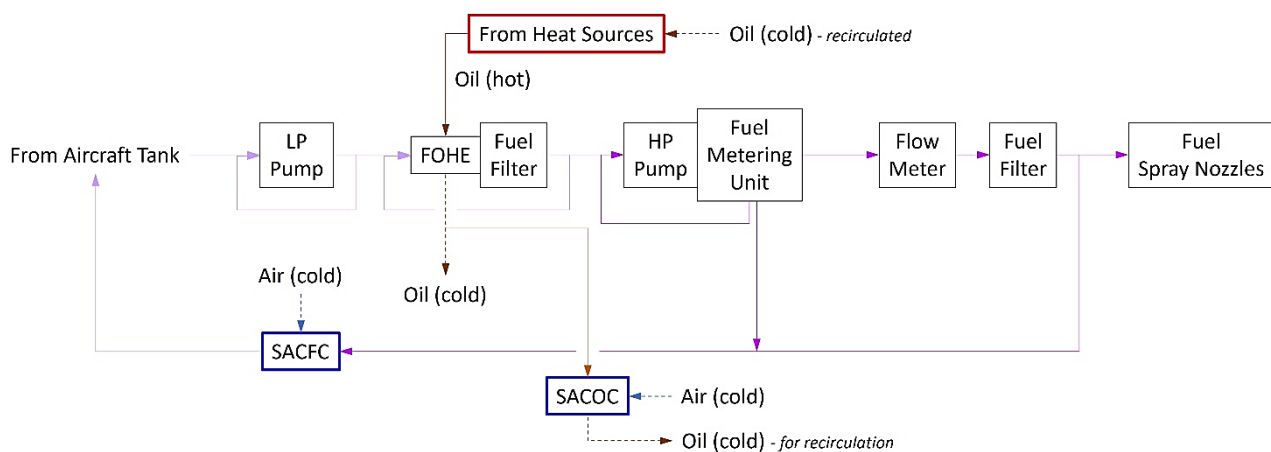 From Heat Sources
Oil (cold) - recirculated
Oil (hot)
From Aircraft Tank
LP
Pump
FOHE
Fuel
Filter
HP
Pump
Fuel
Metering
Unit
Flow
Meter
Fuel
Filter
Fuel
Spray Nozzles
Air (cold)
Oil (cold)
SACFC
SACOC
Air (cold)
Oil (cold) - for recirculation